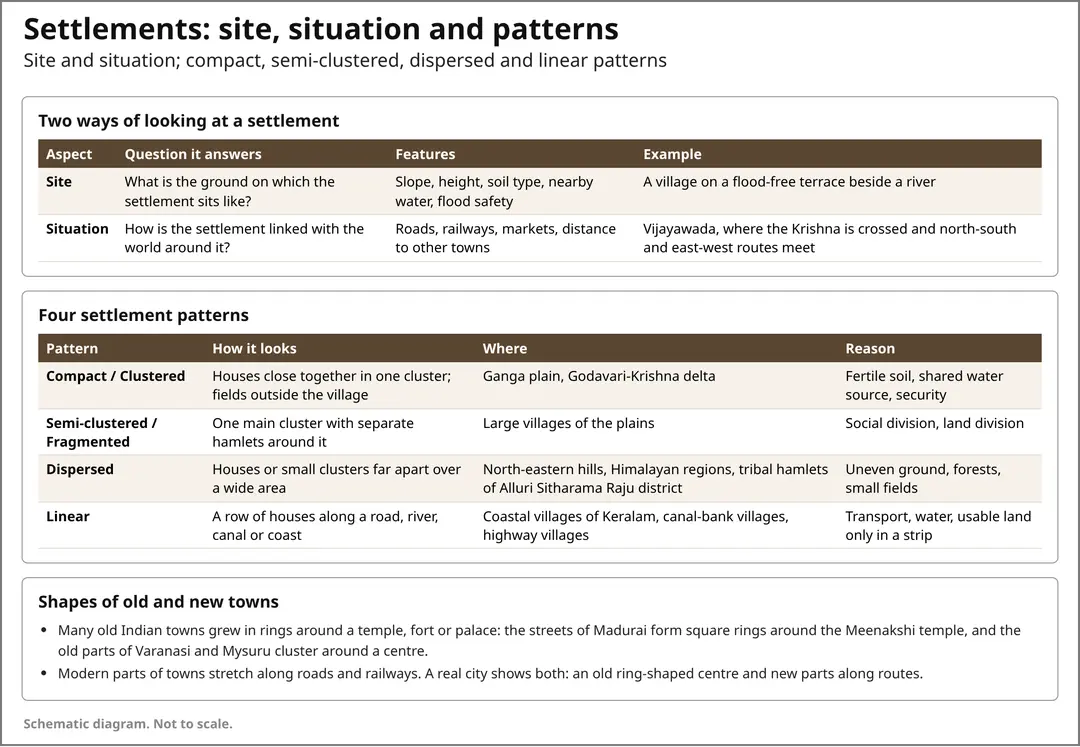 Settlements: site, situation and patterns
Site and situation; compact, semi-clustered, dispersed and linear patterns
Two ways of looking at a settlement
Aspect Question it answers Features Example
Site What is the ground on which the settlement sits like? Slope, height, soil type, nearby water, flood safety A village on a flood-free terrace beside a river
Situation How is the settlement linked with the world around it? Roads, railways, markets, distance to other towns Vijayawada, where the Krishna is crossed and north-south and east-west routes meet
Four settlement patterns
Pattern How it looks Where Reason
Compact / Clustered Houses close together in one cluster; fields outside the village Ganga plain, Godavari-Krishna delta Fertile soil, shared water source, security
Semi-clustered / Fragmented One main cluster with separate hamlets around it Large villages of the plains Social division, land division
Dispersed Houses or small clusters far apart over a wide area North-eastern hills, Himalayan regions, tribal hamlets of Alluri Sitharama Raju district Uneven ground, forests, small fields
Linear A row of houses along a road, river, canal or coast Coastal villages of Keralam, canal-bank villages, highway villages Transport, water, usable land only in a strip
Shapes of old and new towns
• Many old Indian towns grew in rings around a temple, fort or palace: the streets of Madurai form square rings around the Meenakshi temple, and the
old parts of Varanasi and Mysuru cluster around a centre.
• Modern parts of towns stretch along roads and railways. A real city shows both: an old ring-shaped centre and new parts along routes.
Schematic diagram. Not to scale.